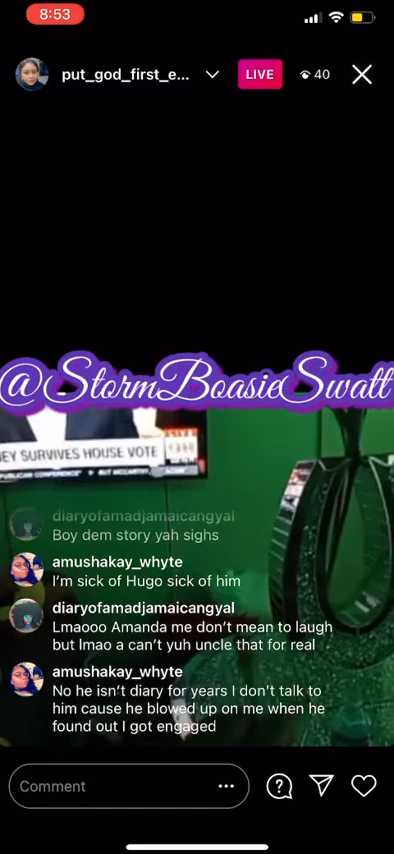 8:53
put_god_first_e...
LIVE
40
@StormBoasieSwatt
EY SURVIVES HOUSE VOTE
diaryofamadjamaicangyal
Boy dem story yah sighs
amushakay_whyte
I'm sick of Hugo sick of him
diaryofamadjamaicangyal
Lmaooo Amanda me don't mean to laugh
but lmao a can't yuh uncle that for real
amushakay_whyte
No he isn't diary for years I don't talk to
him cause he blowed up on me when he
found out I got engaged
Comment